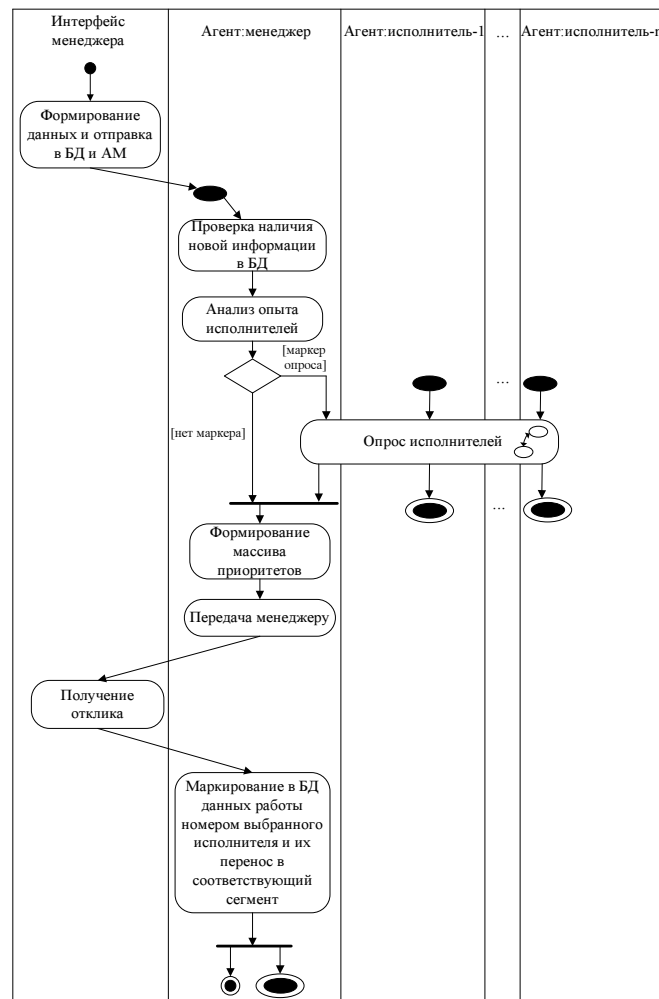 Интерфейс
менеджера
Агент:менеджер
Агент:исполнитель-1
...
Агент:исполнитель-n
Формирование
данных и отправка
в БД и АМ
Проверка наличия
новой информации
в БД
Анализ опыта
исполнителей
[маркер
опроса]
...
[нет маркера]
Опрос исполнителей
...
Формирование
массива
приоритетов
Передача менеджеру
Получение
отклика
Маркирование в БД
данных работы
номером выбранного
исполнителя и их
перенос в
соответствующий
сегмент